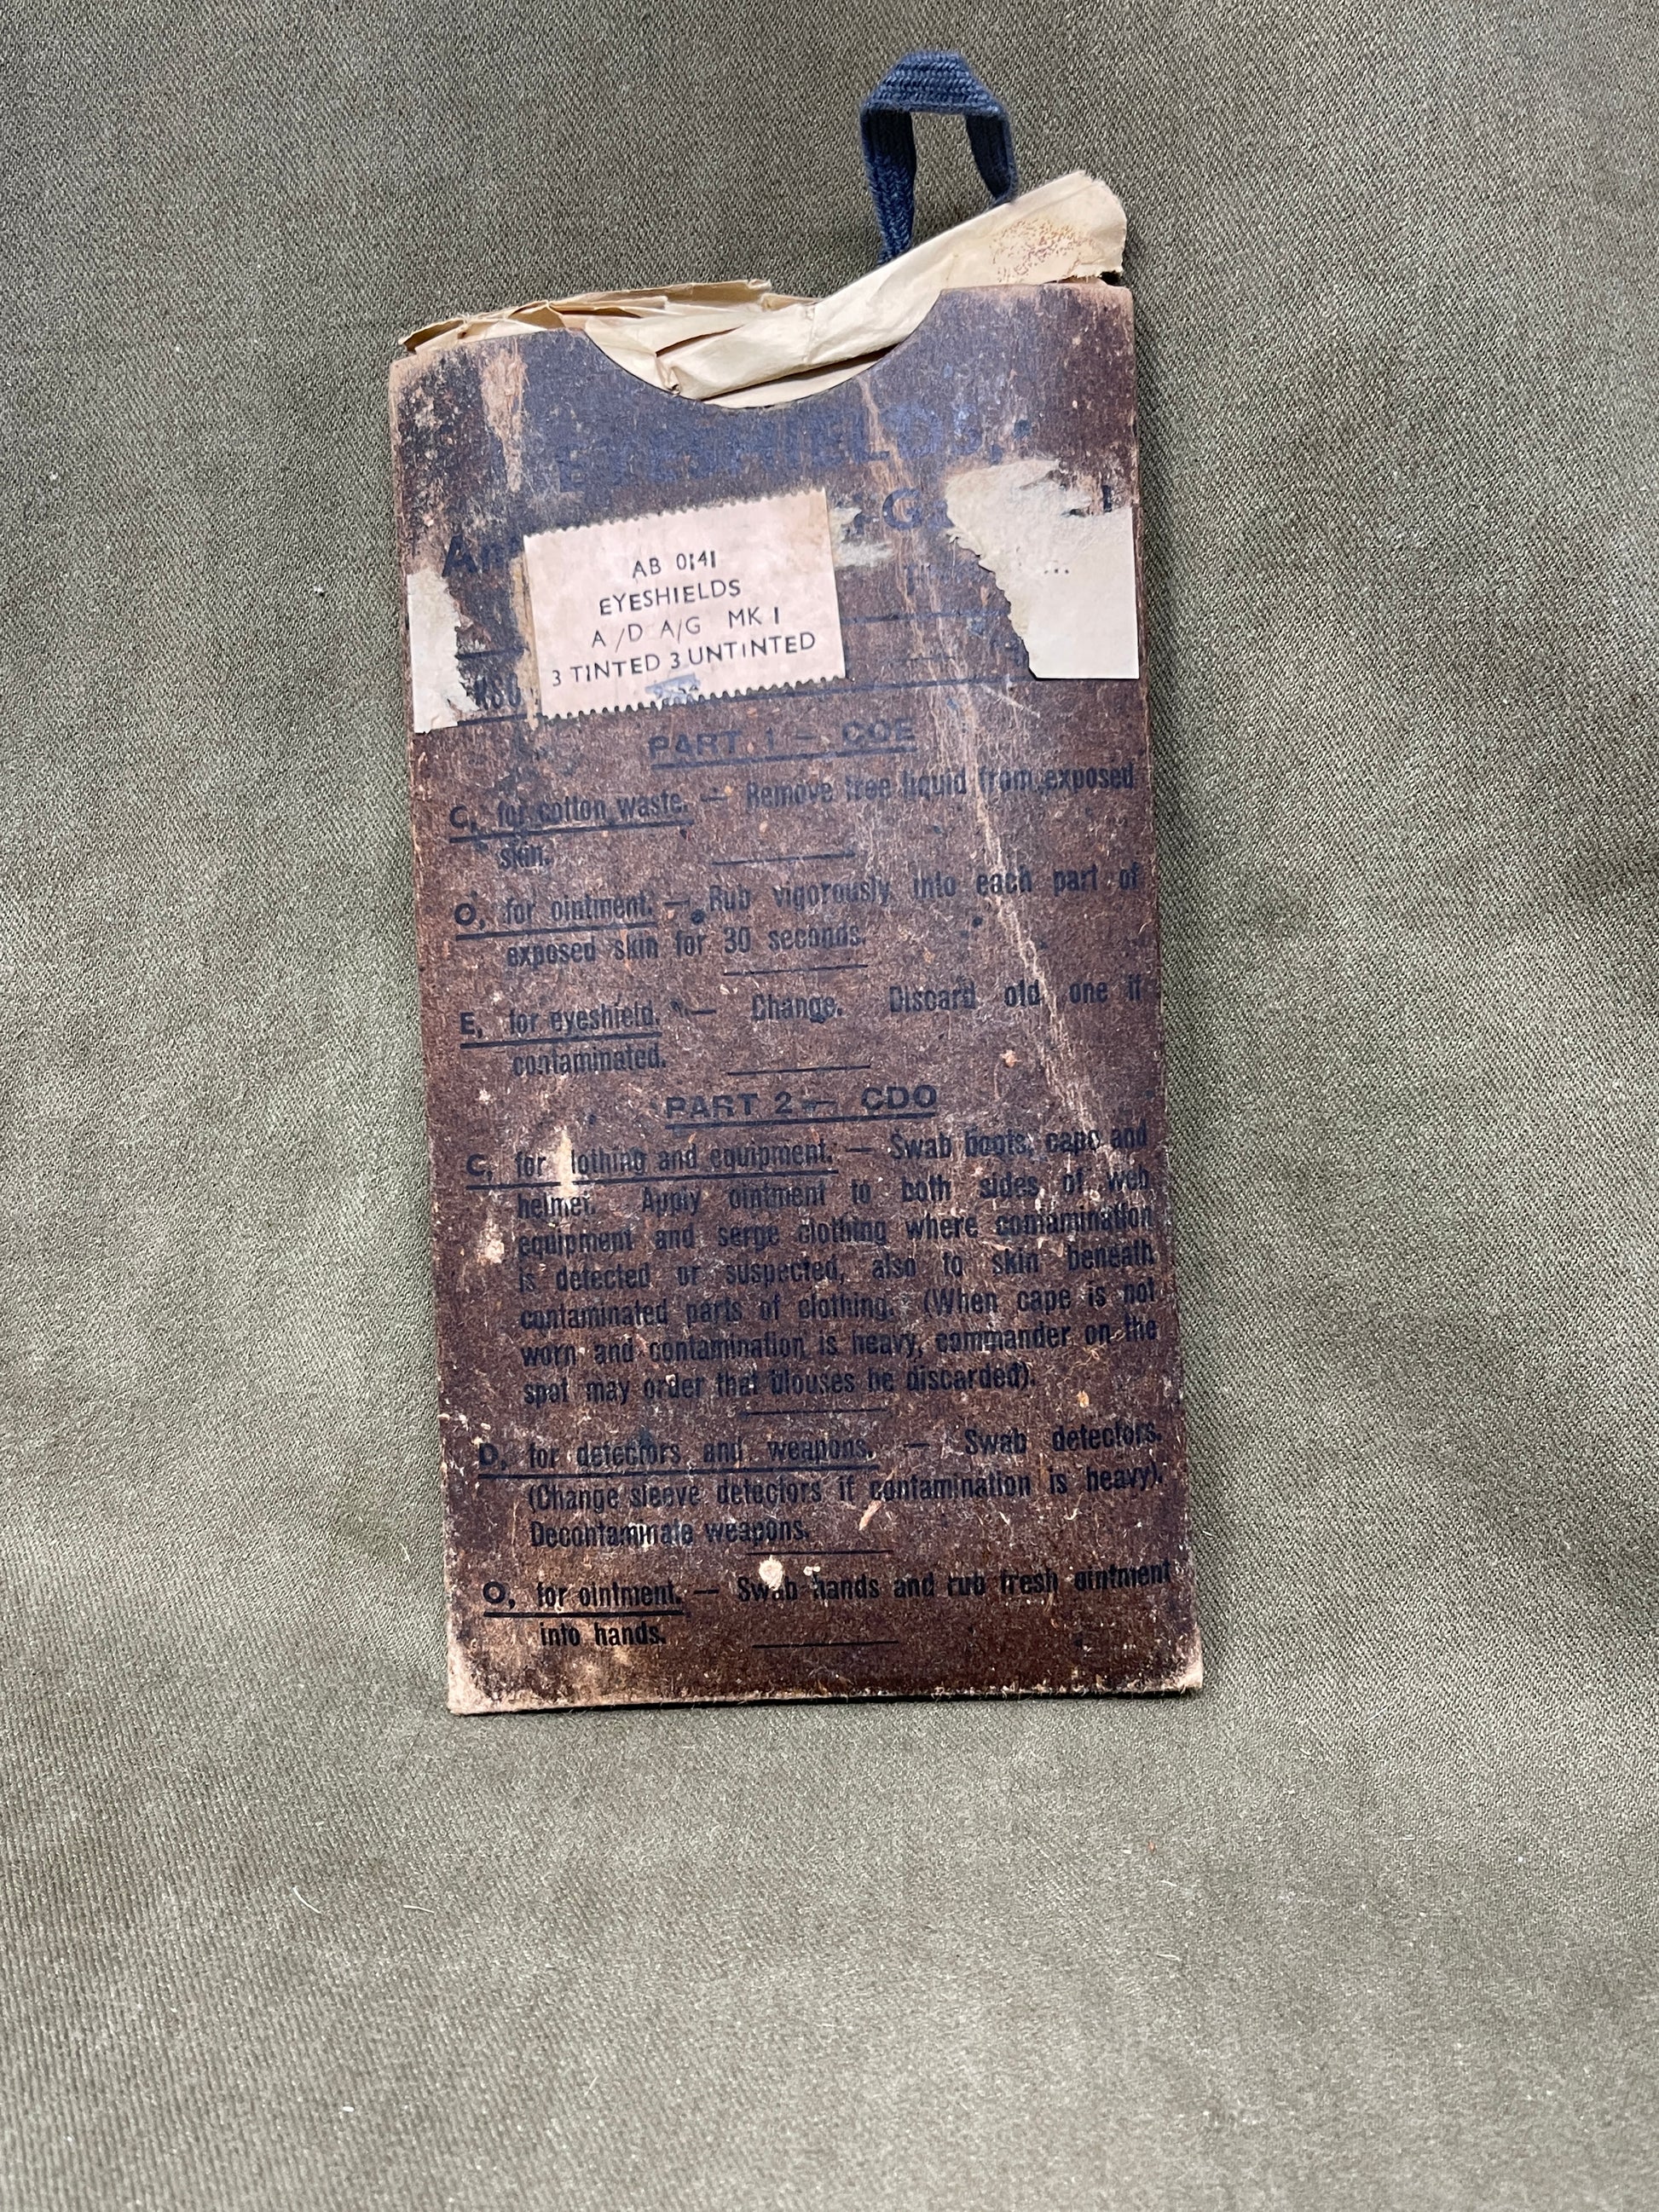 EYESHIELDS,
AB 0141
EYESHIELDS
A/D A/G MK I
3 TINTED 3 UNTINTED
PART 1 — COE
C, for cotton waste. — Remove free liquid from exposed
skin.
O, for ointment. — Rub vigorously into each part of
exposed skin for 30 seconds.
E, for eyeshield. — Change. Discard old one if
contaminated.
PART 2 — CDO
C, for lothing and equipment. — Swab boots, cape and
helmet. Apply ointment to both sides of web
equipment and serge clothing where contamination
is detected or suspected, also to skin beneath
contaminated parts of clothing. (When cape is not
worn and contamination is heavy, commander on the
spot may order that blouses be discarded).
D, for detectors and weapons. — Swab detectors.
(Change sleeve detectors if contamination is heavy).
Decontaminate weapons.
O, for ointment. — Swab hands and rub fresh ointment
into hands.